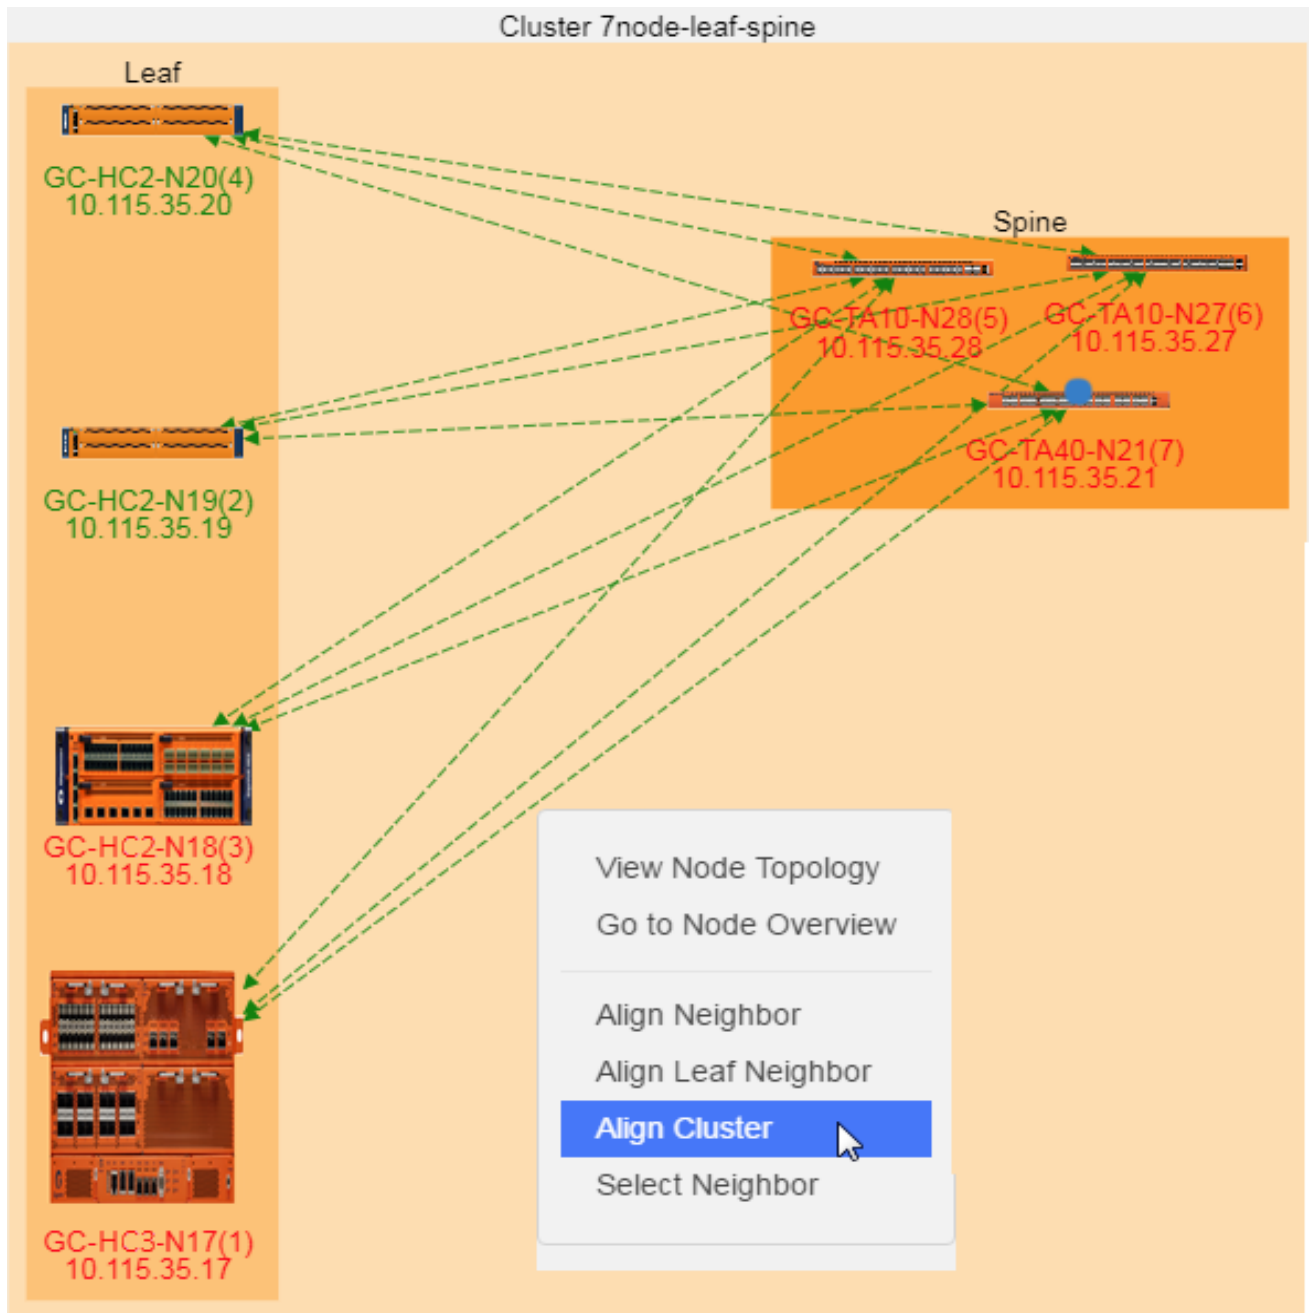 Cluster 7node-leaf-spine
Leaf
GC-HC2-N20(4)
10.115.35.20
Spine
GC-TA10-N28(5)
10.115.35.28
GC-TA10-N27(6)
10.115.35.27
GC-HC2-N19(2)
10.115.35.19
GC-TA40-N21(7)
10.115.35.21
GC-HC2-N18(3)
10.115.35.18
GC-HC3-N17(1)
10.115.35.17
View Node Topology
Go to Node Overview
Align Neighbor
Align Leaf Neighbor
Align Cluster
Select Neighbor